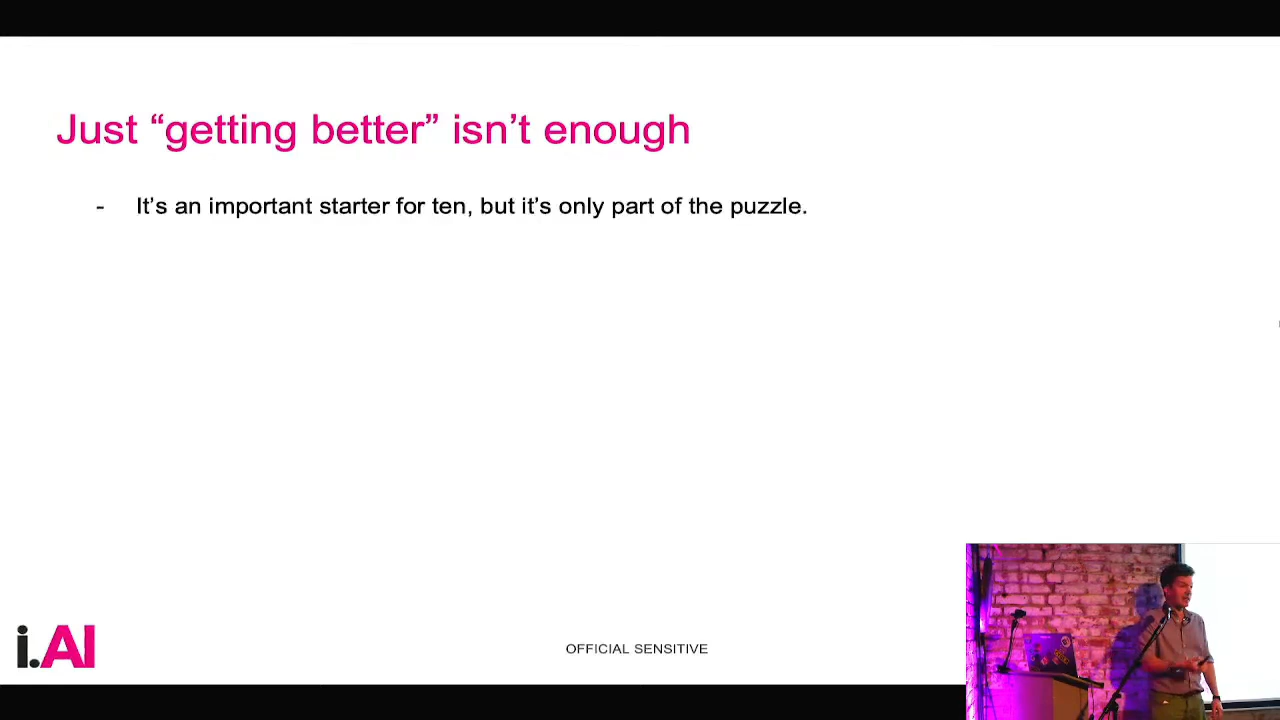 Just “getting better” isn’t enough
- It’s an important starter for ten, but it’s only part of the puzzle.
i.AI
OFFICIAL SENSITIVE